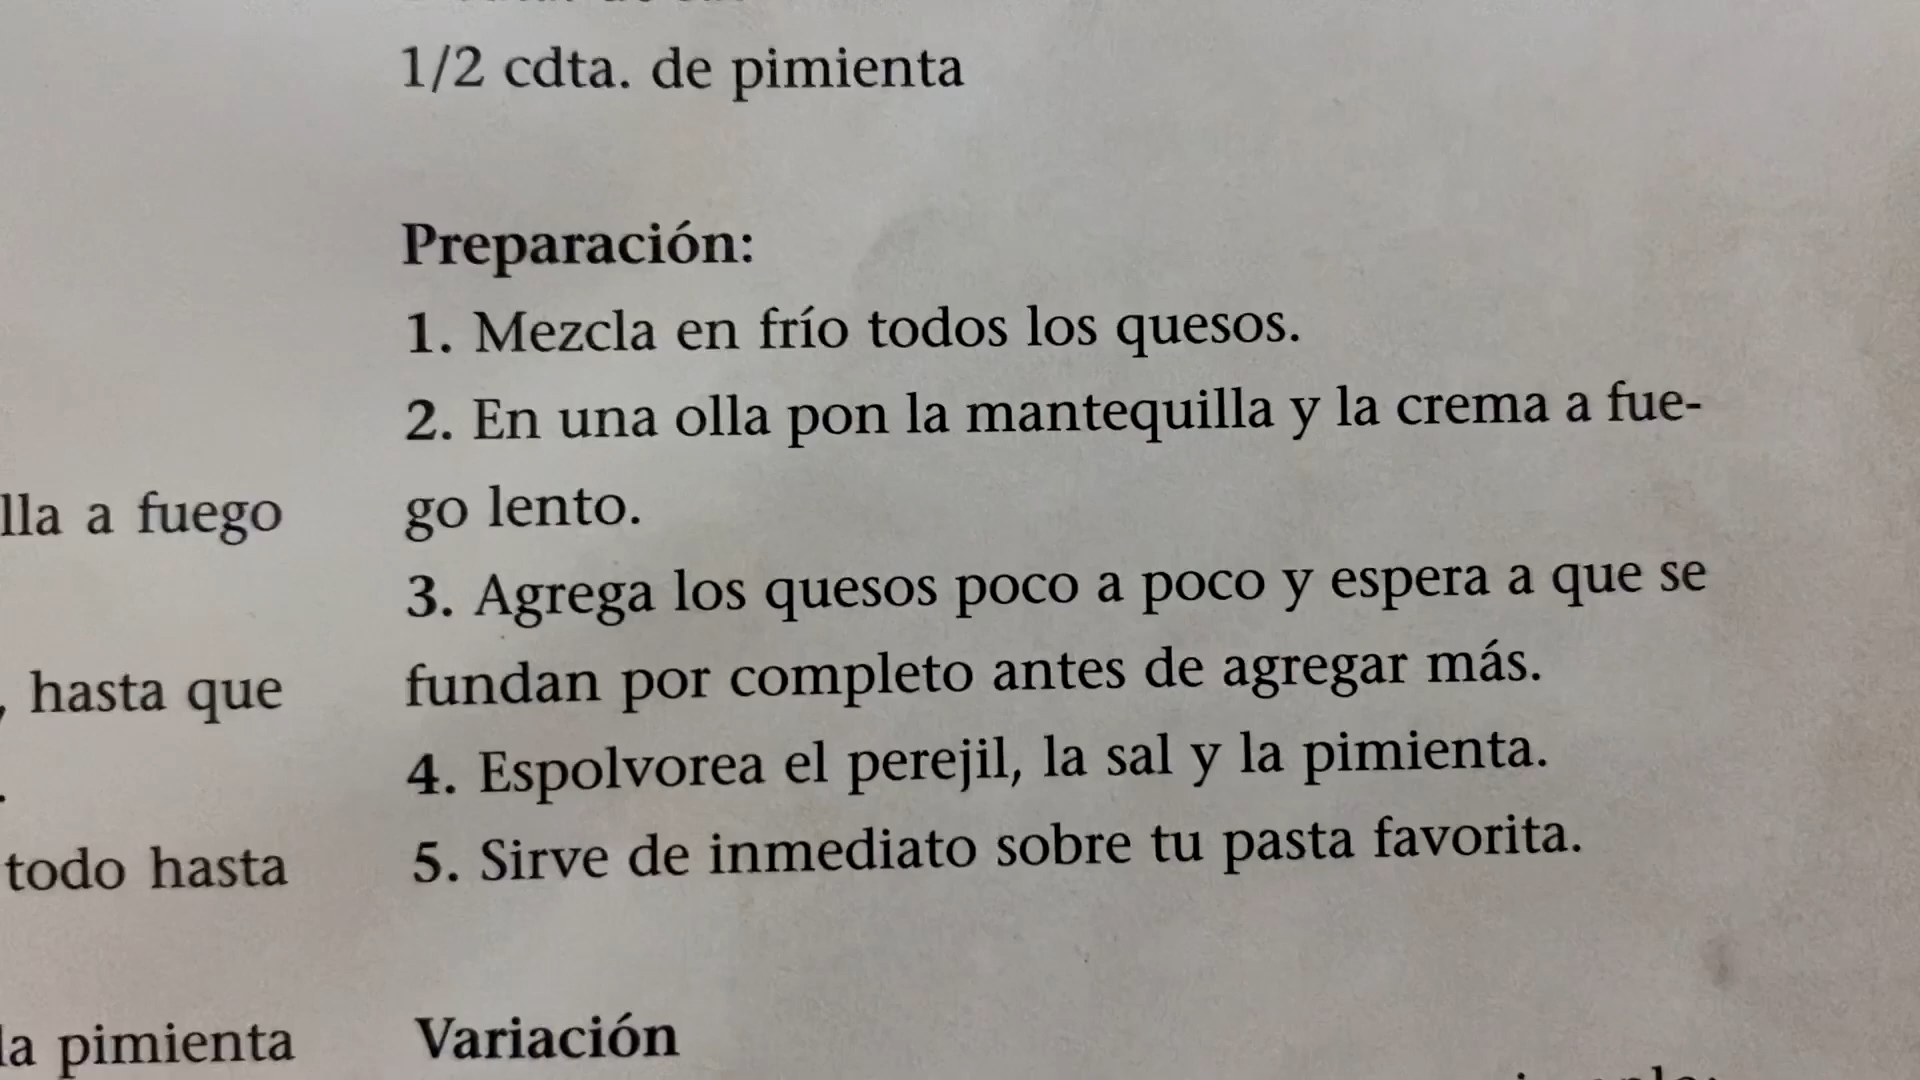 1/2 cdta. de pimienta
Preparación:
1. Mezcla en frío todos los quesos.
2. En una olla pon la mantequilla y la crema a fue-
go lento.
3. Agrega los quesos poco a poco y espera a que se
fundan por completo antes de agregar más.
4. Espolvorea el perejil, la sal y la pimienta.
5. Sirve de inmediato sobre tu pasta favorita.
Variación
lla a fuego
, hasta que
.
todo hasta
la pimienta